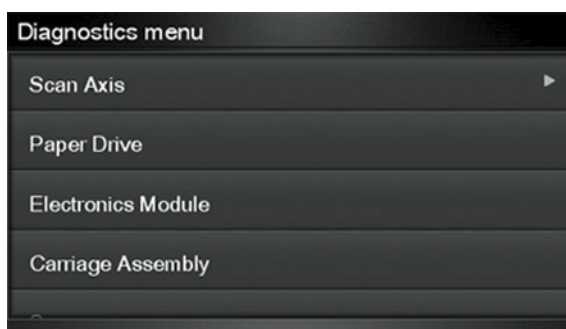 Diagnostics menu
Scan Axis
Paper Drive
Electronics Module
Carriage Assembly